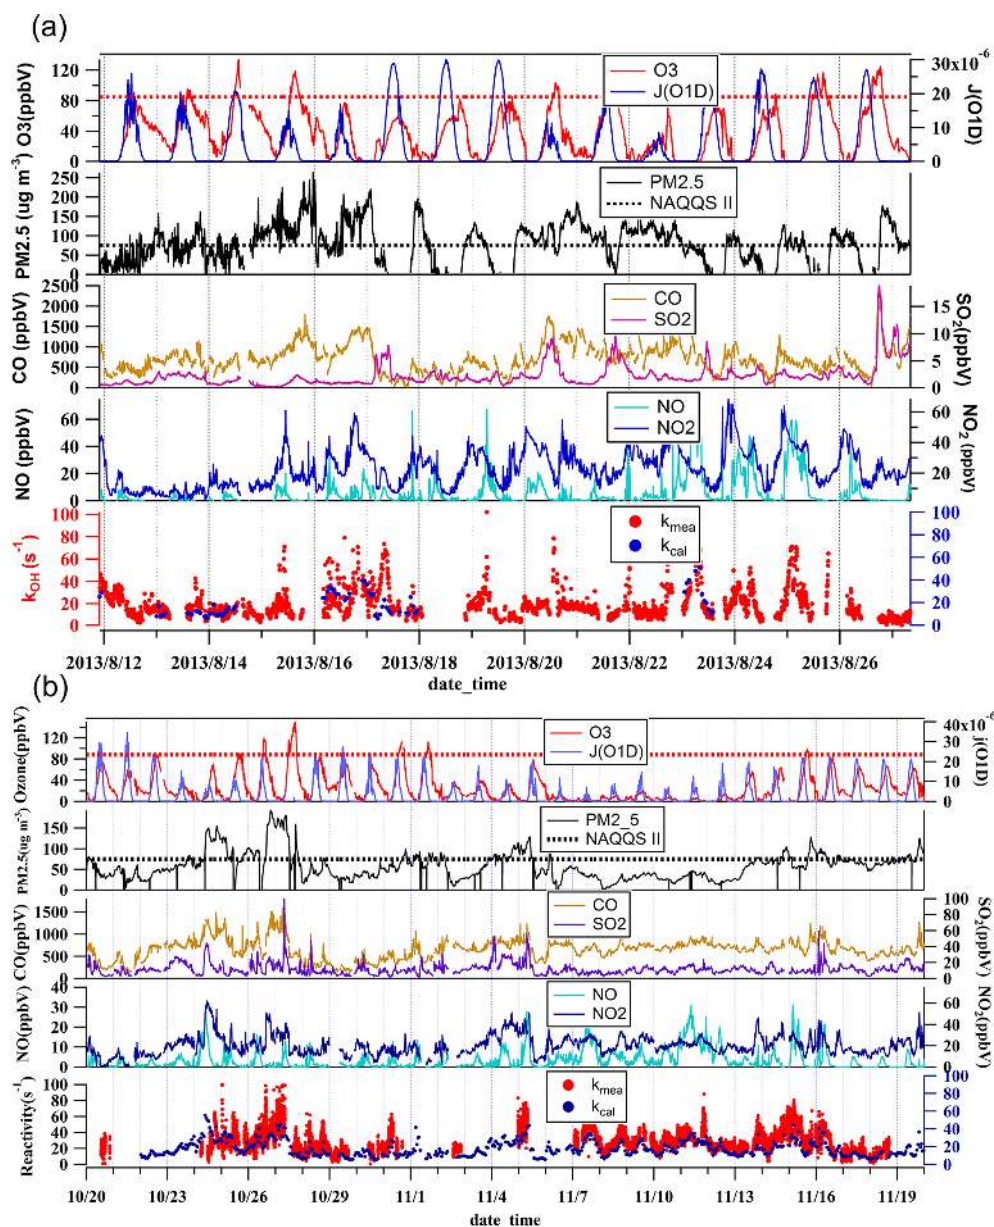 (a)
O3(ppbv)
120
80
40
0
O3
J(O1D)
30x10-6
20
10
0
J(O1D)
PM2.5 (ug m-3)
250
200
150
100
50
0
PM2.5
NAQQS II
CO (ppbV)
2500
2000
1500
1000
500
0
CO
SO2
15
10
5
0
SO2(ppbV)
NO (ppbV)
60
40
20
0
NO
NO2
60
40
20
NO2 (ppbV)
kOH (s-1)
100
80
60
40
20
0
kmea
kcal
100
80
60
40
20
0
2013/8/12 2013/8/14 2013/8/16 2013/8/18 2013/8/20 2013/8/22 2013/8/24 2013/8/26
date_time
(b)
Ozone(ppbV)
120
80
40
0
O3
J(O1D)
40x10-6
30
20
10
0
j(O1D)
PM2.5(ug m-3)
150
100
50
0
PM2_5
NAQQS II
CO(ppbV)
1500
1000
500
0
CO
SO2
100
80
60
40
20
0
SO2(ppbV)
NO(ppbV)
40
30
20
10
0
NO
NO2
60
40
20
0
NO2(ppbV)
Reactivity(s-1)
100
80
60
40
20
0
kmea
kcal
100
80
60
40
20
0
10/20 10/23 10/26 10/29 11/1 11/4 11/7 11/10 11/13 11/16 11/19
date_time